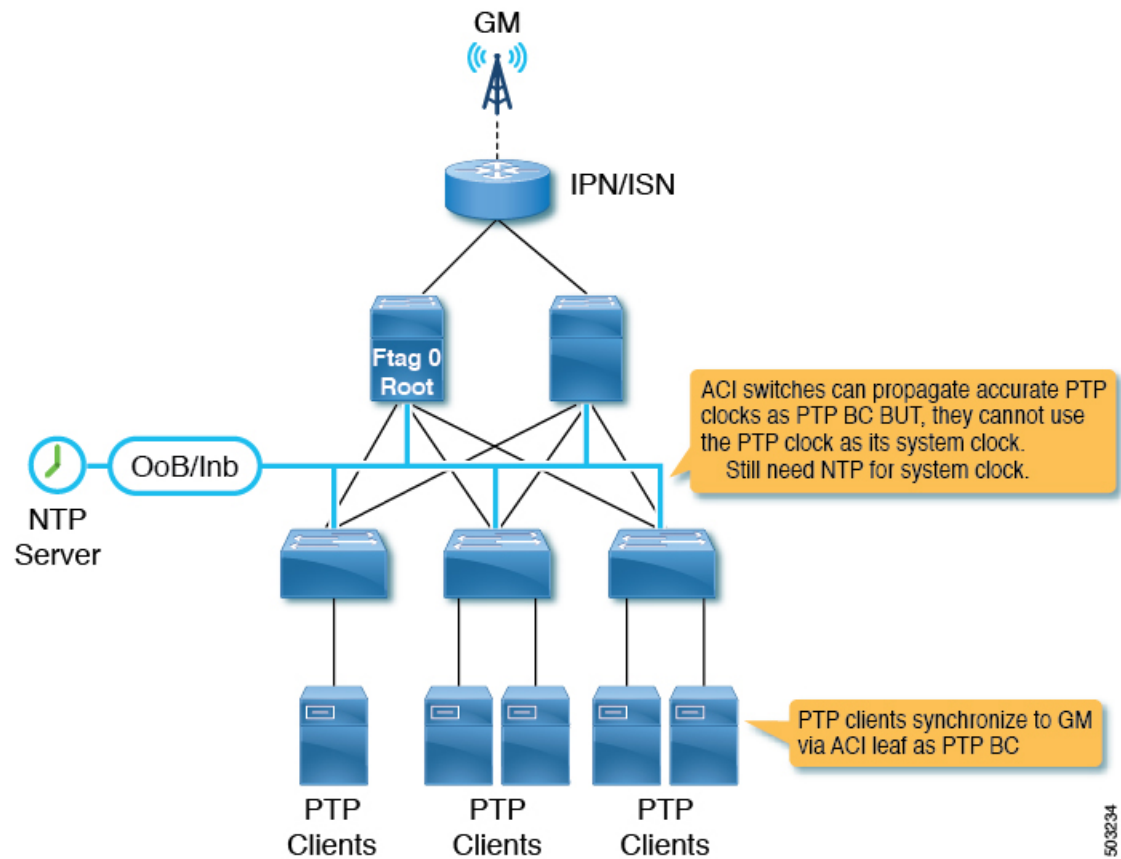 GM
IPN/ISN
Ftag 0
Root
ACI switches can propagate accurate PTP
clocks as PTP BC BUT, they cannot use
the PTP clock as its system clock.
Still need NTP for system clock.
OoB/Inb
NTP
Server
PTP clients synchronize to GM
via ACI leaf as PTP BC
PTP
Clients
PTP
Clients
PTP
Clients
503234